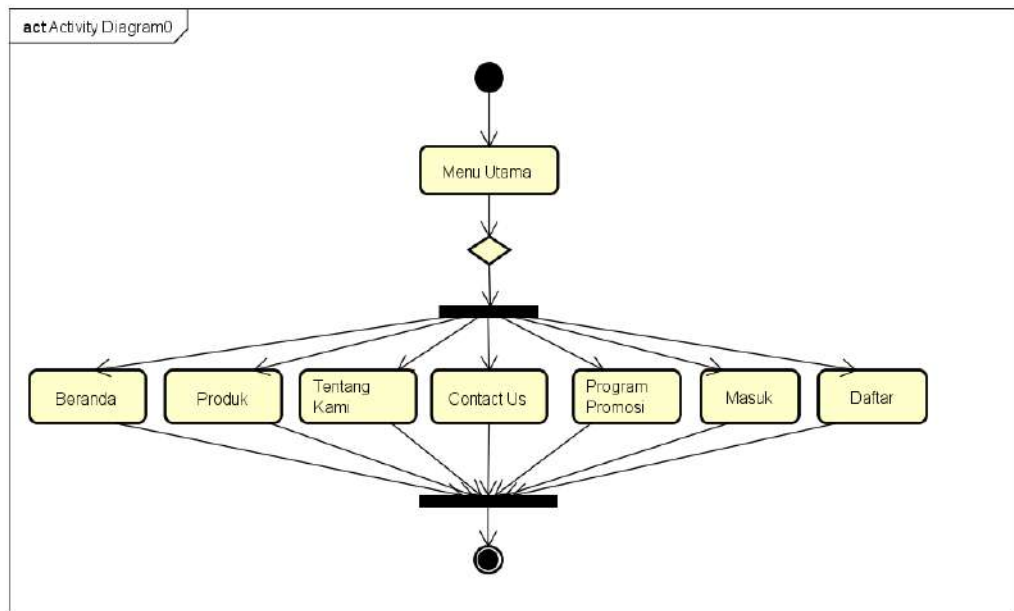 act Activity Diagram0
Menu Utama
Beranda
Produk
Tentang
Kami
Contact Us
Program
Promosi
Masuk
Daftar